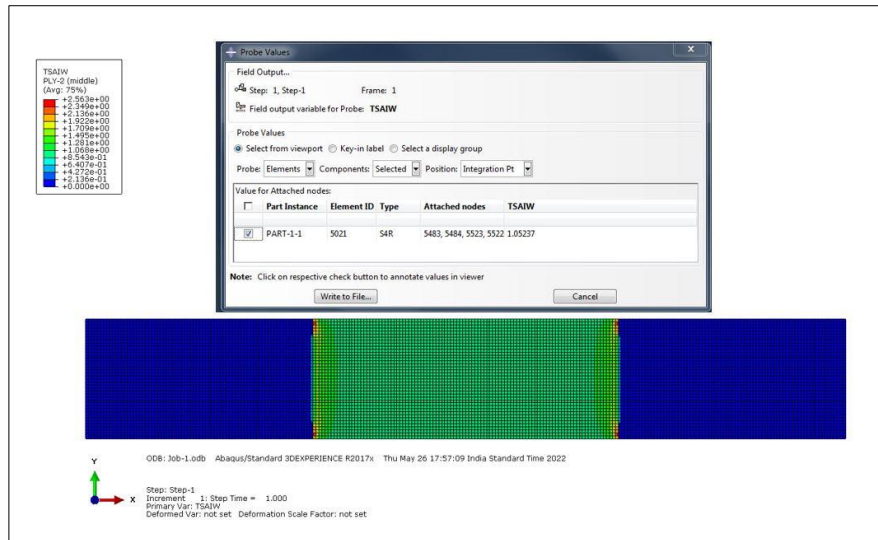 Probe Values
X
Field Output...
Step: 1, Step-1 Frame: 1
Field output variable for Probe: TSAIW
Probe Values
Select from viewport Key-in label Select a display group
Probe: Elements Components: Selected Position: Integration Pt
Value for Attached nodes:
Part Instance Element ID Type Attached nodes TSAIW
PART-1-1 5021 S4R 5483, 5484, 5523, 5522 1.05237
Note: Click on respective check button to annotate values in viewer
Write to File... Cancel
TSAIW
PLY-2 (middle)
(Avg: 75%)
+2.563e+00
+2.349e+00
+2.136e+00
+1.922e+00
+1.709e+00
+1.495e+00
+1.281e+00
+1.068e+00
+8.543e-01
+6.407e-01
+4.272e-01
+2.136e-01
+0.000e+00
Y
X
ODB: Job-1.odb Abaqus/Standard 3DEXPERIENCE R2017x Thu May 26 17:57:09 India Standard Time 2022
Step: Step-1
Increment 1: Step Time = 1.000
Primary Var: TSAIW
Deformed Var: not set Deformation Scale Factor: not set